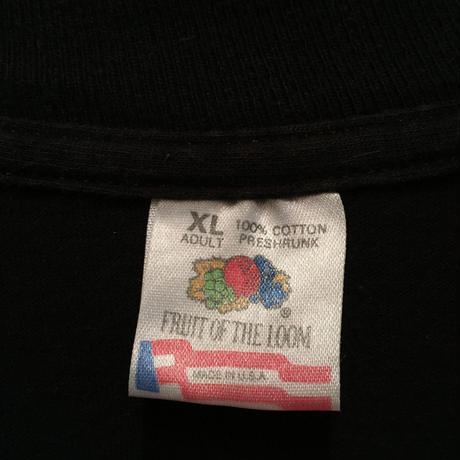 XL 100% COTTON
ADULT PRESHRUNK
®
FRUIT OF THE LOOM
MADE IN U.S.A.